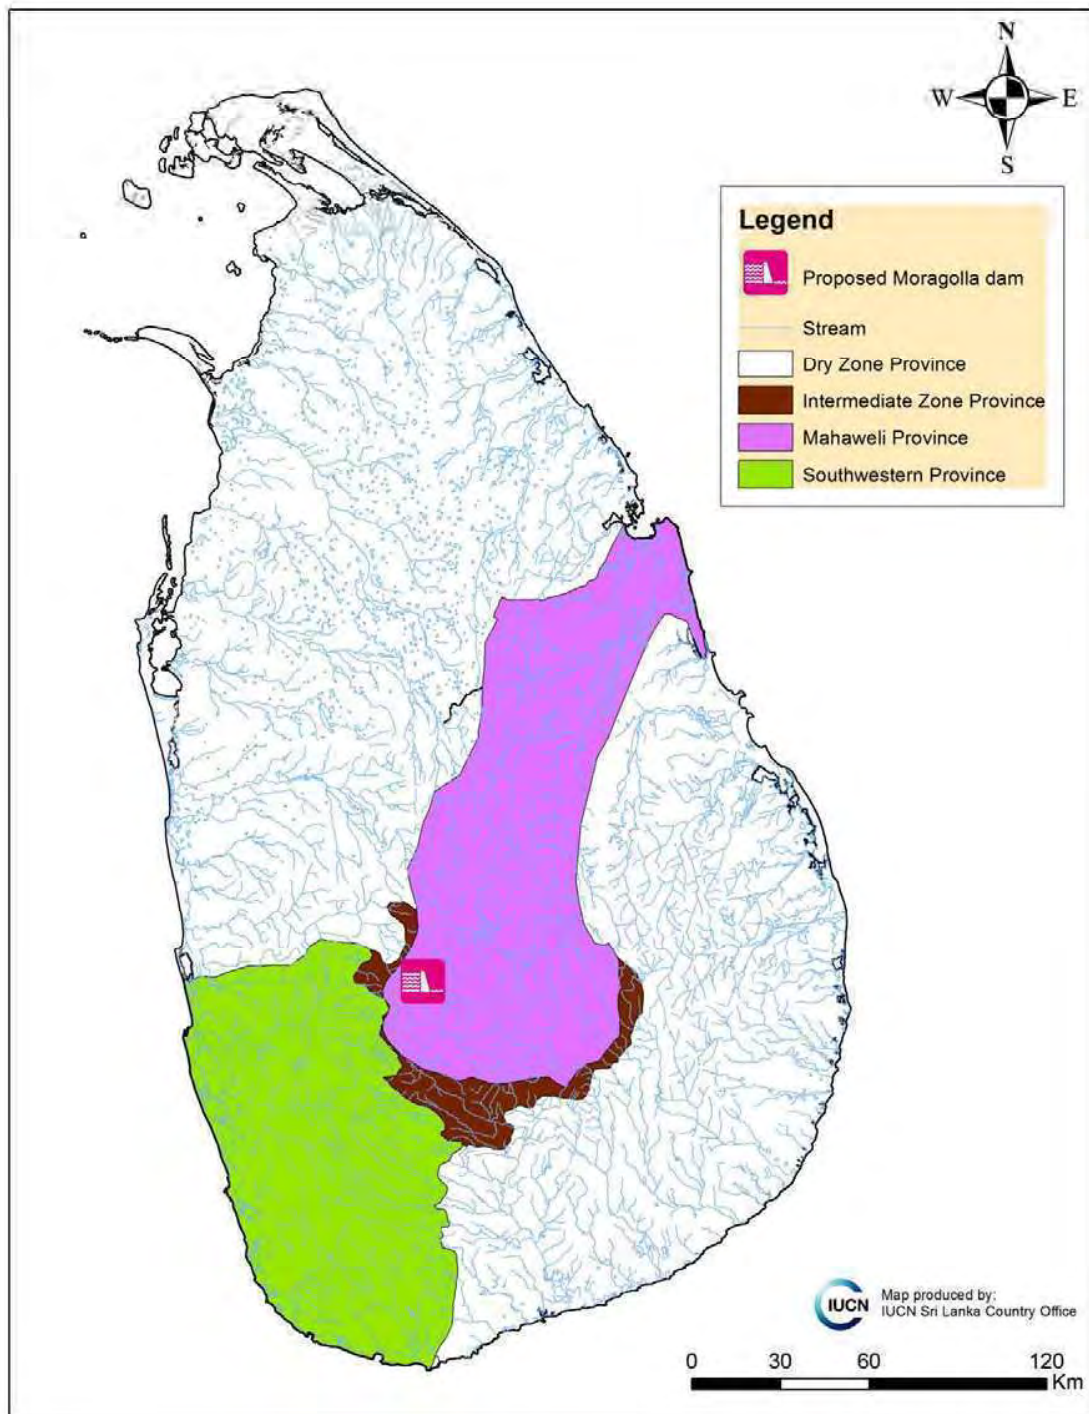 N
W E
S
Legend
Proposed Moragolla dam
Stream
Dry Zone Province
Intermediate Zone Province
Mahaweli Province
Southwestern Province
IUCN
Map produced by:
IUCN Sri Lanka Country Office
0 30 60 120
Km